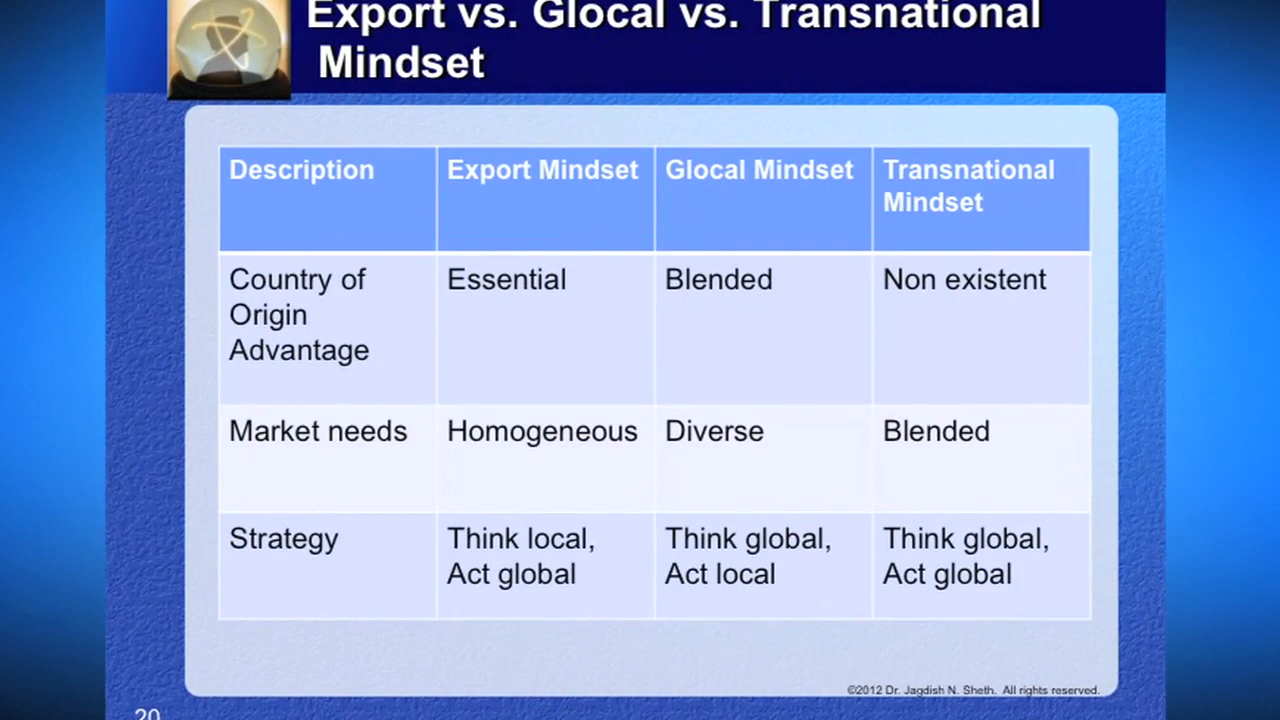 Export vs. Glocal vs. Transnational
Mindset
Description
Export Mindset
Glocal Mindset
Transnational
Mindset
Country of
Origin
Advantage
Essential
Blended
Non existent
Market needs
Homogeneous
Diverse
Blended
Strategy
Think local,
Act global
Think global,
Act local
Think global,
Act global
©2012 Dr. Jagdish N. Sheth. All rights reserved.
20